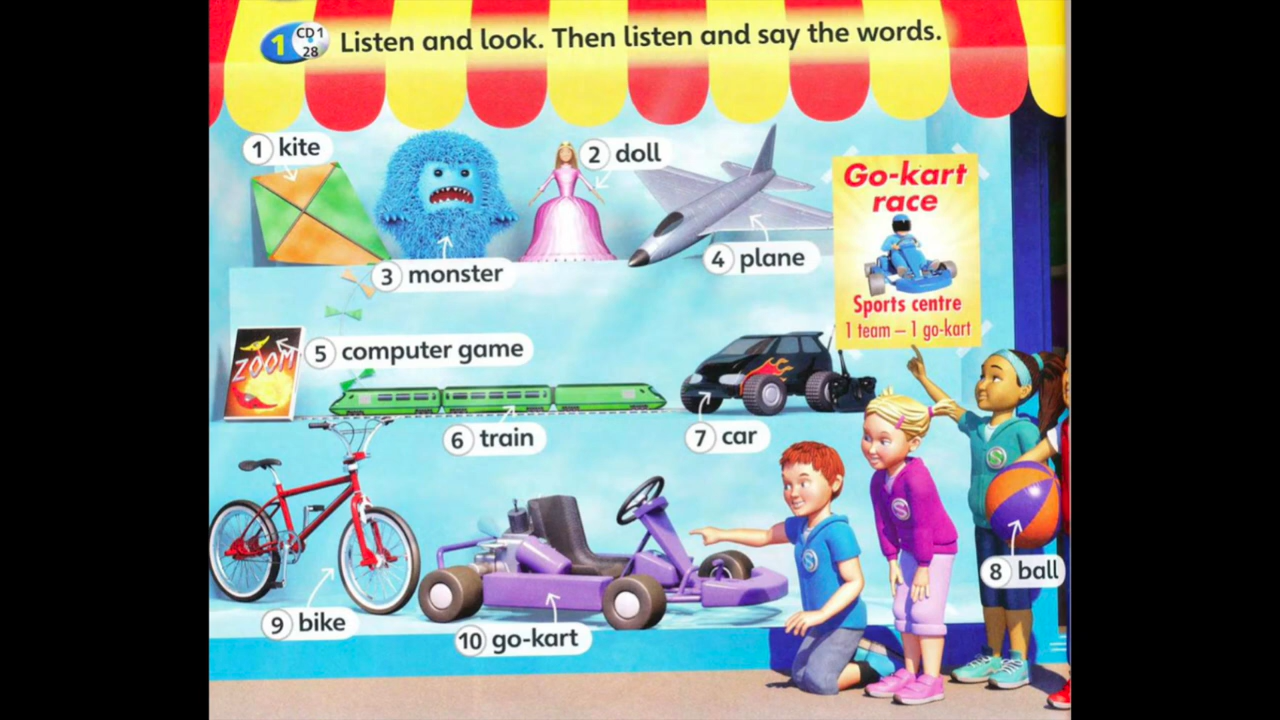 1 CD1 28 Listen and look. Then listen and say the words.
1 kite
2 doll
3 monster
4 plane
Go-kart
race
Sports centre
1 team – 1 go-kart
5 computer game
ZOOM
6 train
7 car
8 ball
9 bike
10 go-kart
S
S
S